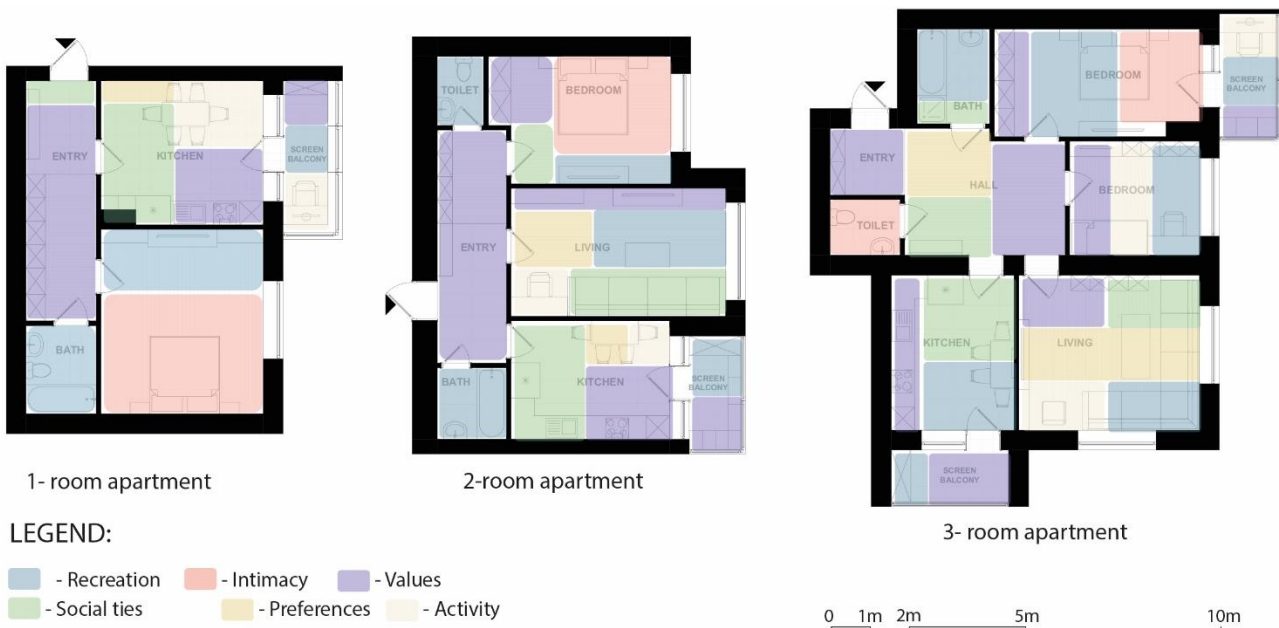 ENTRY
KITCHEN
SCREEN
BALCONY
BATH
1- room apartment
TOILET
BEDROOM
ENTRY
LIVING
BATH
KITCHEN
SCREEN
BALCONY
2-room apartment
BATH
BEDROOM
SCREEN
BALCONY
ENTRY
HALL
BEDROOM
TOILET
KITCHEN
LIVING
SCREEN
BALCONY
3- room apartment
LEGEND:
- Recreation - Intimacy - Values
- Social ties - Preferences - Activity
0 1m 2m 5m 10m